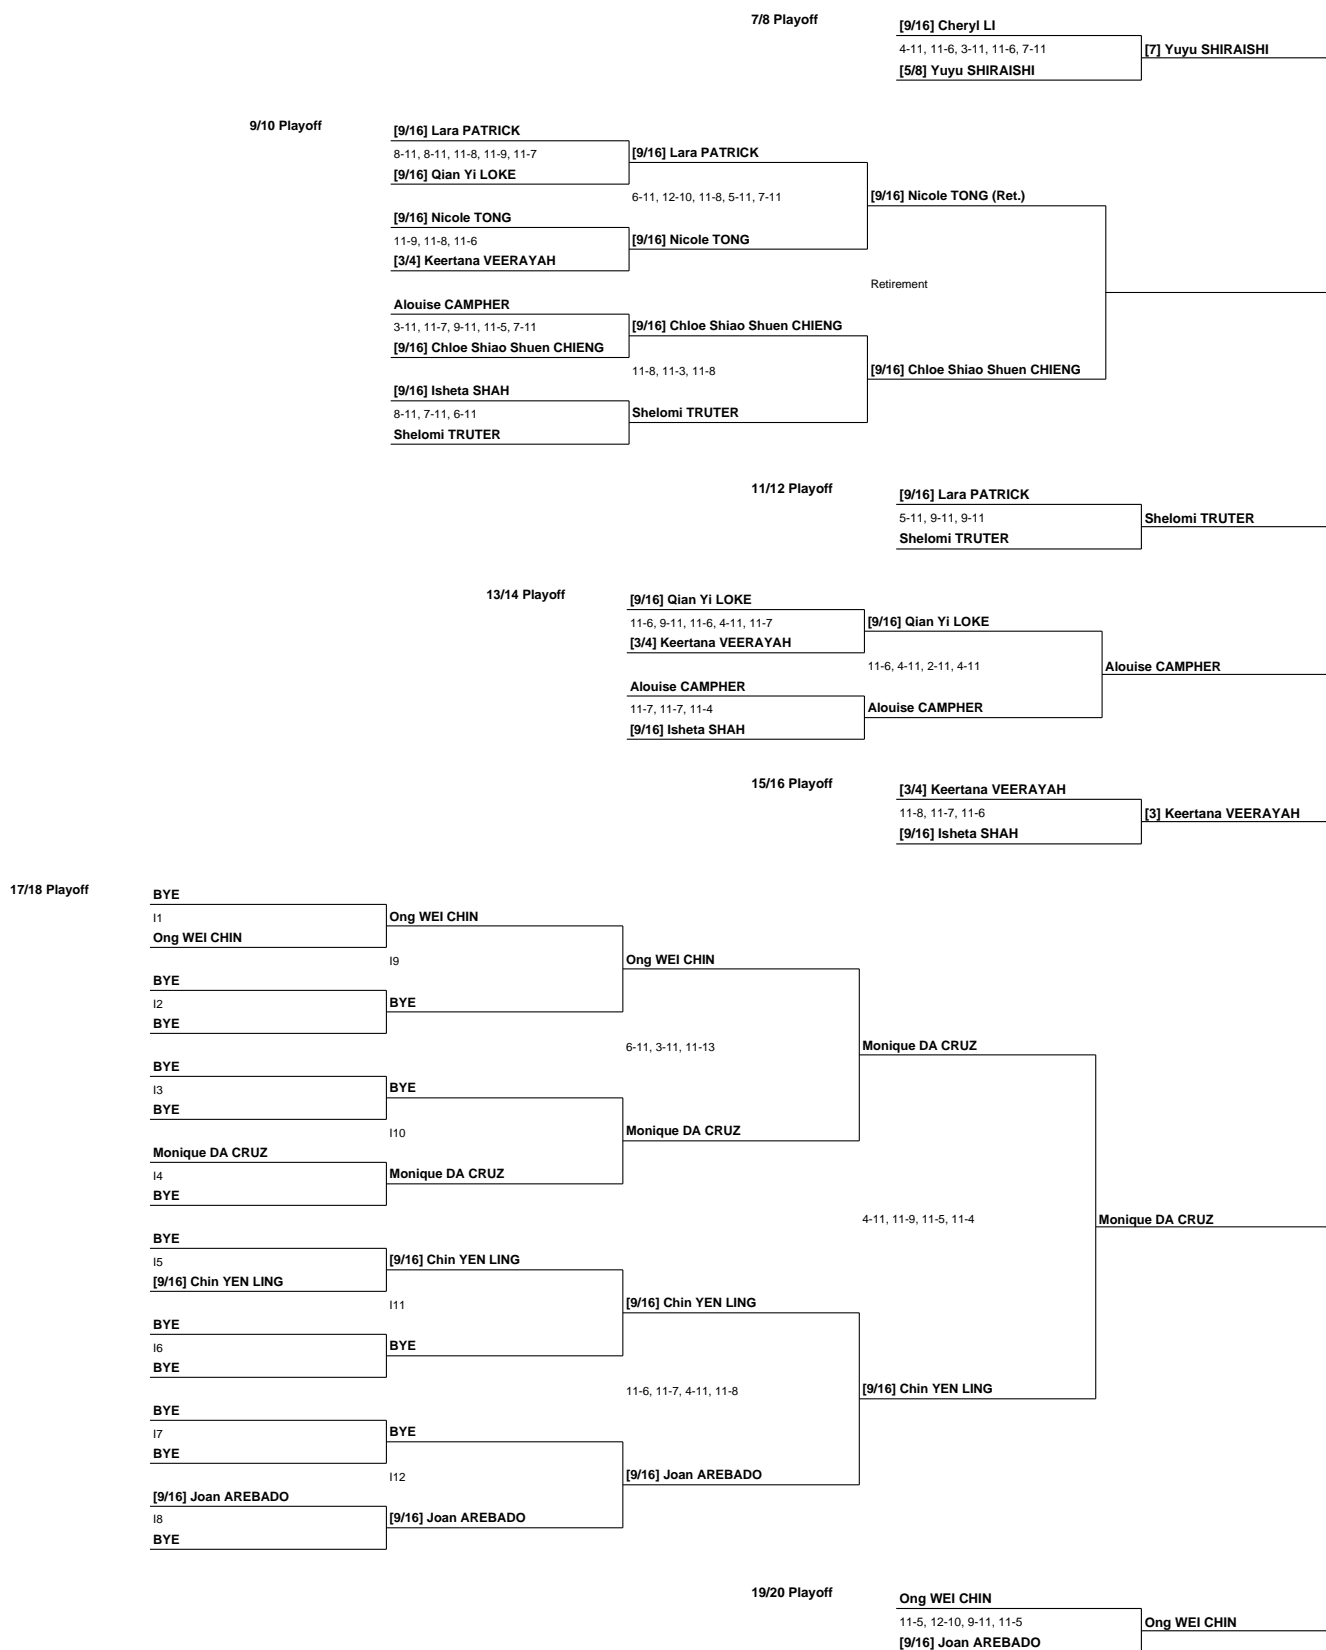 7/8 Playoff
[9/16] Cheryl LI
4-11, 11-6, 3-11, 11-6, 7-11
[7] Yuyu SHIRAISHI
[5/8] Yuyu SHIRAISHI
9/10 Playoff
[9/16] Lara PATRICK
8-11, 8-11, 11-8, 11-9, 11-7
[9/16] Lara PATRICK
[9/16] Qian Yi LOKE
6-11, 12-10, 11-8, 5-11, 7-11
[9/16] Nicole TONG (Ret.)
[9/16] Nicole TONG
11-9, 11-8, 11-6
[9/16] Nicole TONG
[3/4] Keertana VEERAYAH
Retirement
Alouise CAMPHER
3-11, 11-7, 9-11, 11-5, 7-11
[9/16] Chloe Shiao Shuen CHIENG
[9/16] Chloe Shiao Shuen CHIENG
11-8, 11-3, 11-8
[9/16] Chloe Shiao Shuen CHIENG
[9/16] Isheta SHAH
8-11, 7-11, 6-11
Shelomi TRUTER
Shelomi TRUTER
11/12 Playoff
[9/16] Lara PATRICK
5-11, 9-11, 9-11
Shelomi TRUTER
Shelomi TRUTER
13/14 Playoff
[9/16] Qian Yi LOKE
11-6, 9-11, 11-6, 4-11, 11-7
[9/16] Qian Yi LOKE
[3/4] Keertana VEERAYAH
11-6, 4-11, 2-11, 4-11
Alouise CAMPHER
Alouise CAMPHER
11-7, 11-7, 11-4
Alouise CAMPHER
[9/16] Isheta SHAH
15/16 Playoff
[3/4] Keertana VEERAYAH
11-8, 11-7, 11-6
[3] Keertana VEERAYAH
[9/16] Isheta SHAH
17/18 Playoff
BYE
I1
Ong WEI CHIN
Ong WEI CHIN
I9
Ong WEI CHIN
BYE
I2
BYE
BYE
6-11, 3-11, 11-13
Monique DA CRUZ
BYE
I3
BYE
BYE
I10
Monique DA CRUZ
Monique DA CRUZ
I4
Monique DA CRUZ
BYE
4-11, 11-9, 11-5, 11-4
Monique DA CRUZ
BYE
I5
[9/16] Chin YEN LING
[9/16] Chin YEN LING
I11
[9/16] Chin YEN LING
BYE
I6
BYE
BYE
11-6, 11-7, 4-11, 11-8
[9/16] Chin YEN LING
BYE
I7
BYE
BYE
I12
[9/16] Joan AREBADO
[9/16] Joan AREBADO
I8
[9/16] Joan AREBADO
BYE
19/20 Playoff
Ong WEI CHIN
11-5, 12-10, 9-11, 11-5
Ong WEI CHIN
[9/16] Joan AREBADO